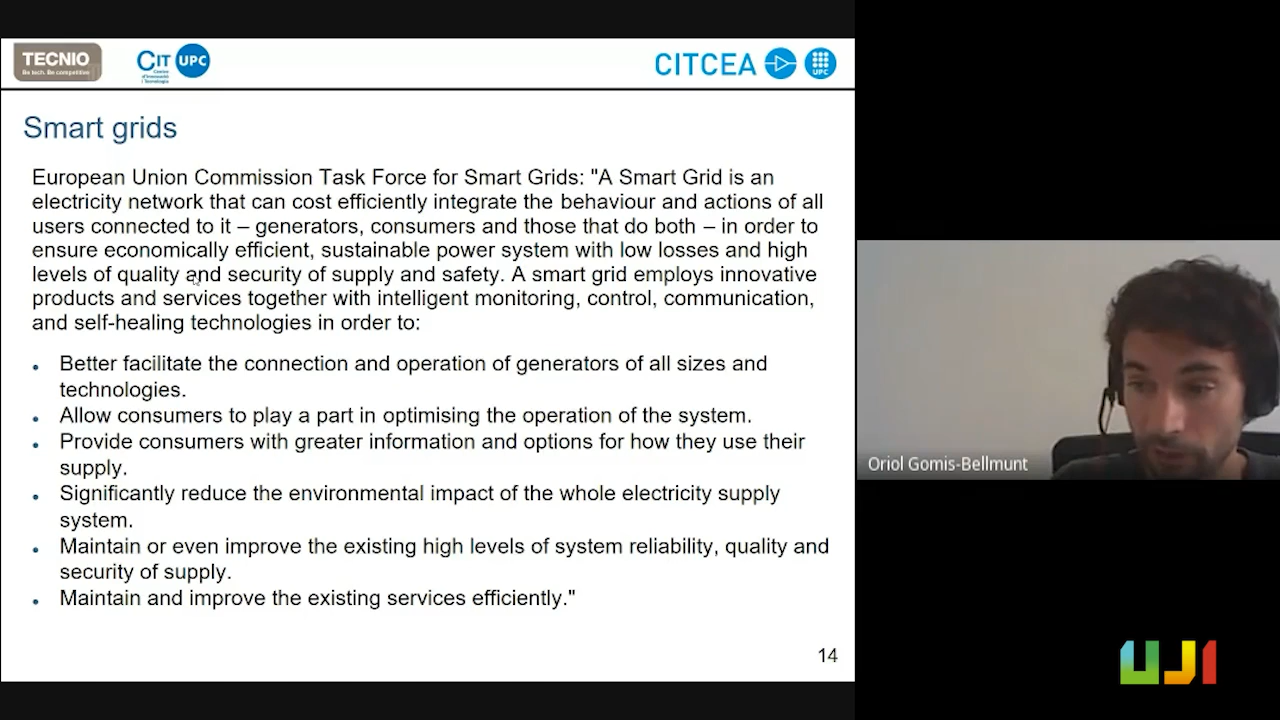 TECNIO
Be tech. Be competitive
CIT UPC
CITCEA UPC
Smart grids
European Union Commission Task Force for Smart Grids: "A Smart Grid is an
electricity network that can cost efficiently integrate the behaviour and actions of all
users connected to it – generators, consumers and those that do both – in order to
ensure economically efficient, sustainable power system with low losses and high
levels of quality and security of supply and safety. A smart grid employs innovative
products and services together with intelligent monitoring, control, communication,
and self-healing technologies in order to:
• Better facilitate the connection and operation of generators of all sizes and
technologies.
• Allow consumers to play a part in optimising the operation of the system.
• Provide consumers with greater information and options for how they use their
supply.
• Significantly reduce the environmental impact of the whole electricity supply
system.
• Maintain or even improve the existing high levels of system reliability, quality and
security of supply.
• Maintain and improve the existing services efficiently."
14
Oriol Gomis-Bellmunt
UJI